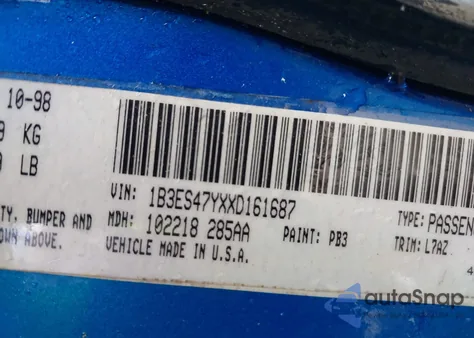 10-98
KG
LB
VIN: 1B3ES47YXXD161687
TY, BUMPER AND
OWN ABOVE.
MDH: 102218 285AA
PAINT: PB3
TYPE: PASSEN
TRIM: L7AZ
VEHICLE MADE IN U.S.A.
4
autoSnap